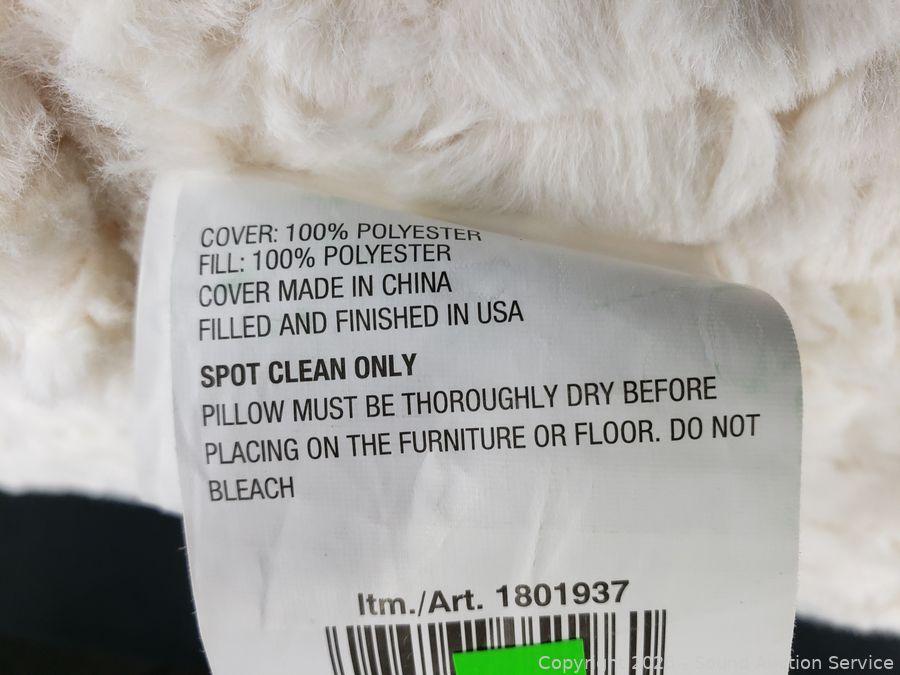 COVER: 100% POLYESTER
FILL: 100% POLYESTER
COVER MADE IN CHINA
FILLED AND FINISHED IN USA
SPOT CLEAN ONLY
PILLOW MUST BE THOROUGHLY DRY BEFORE
PLACING ON THE FURNITURE OR FLOOR. DO NOT
BLEACH
Itm./Art. 1801937
Copyright - Sound Auction Service